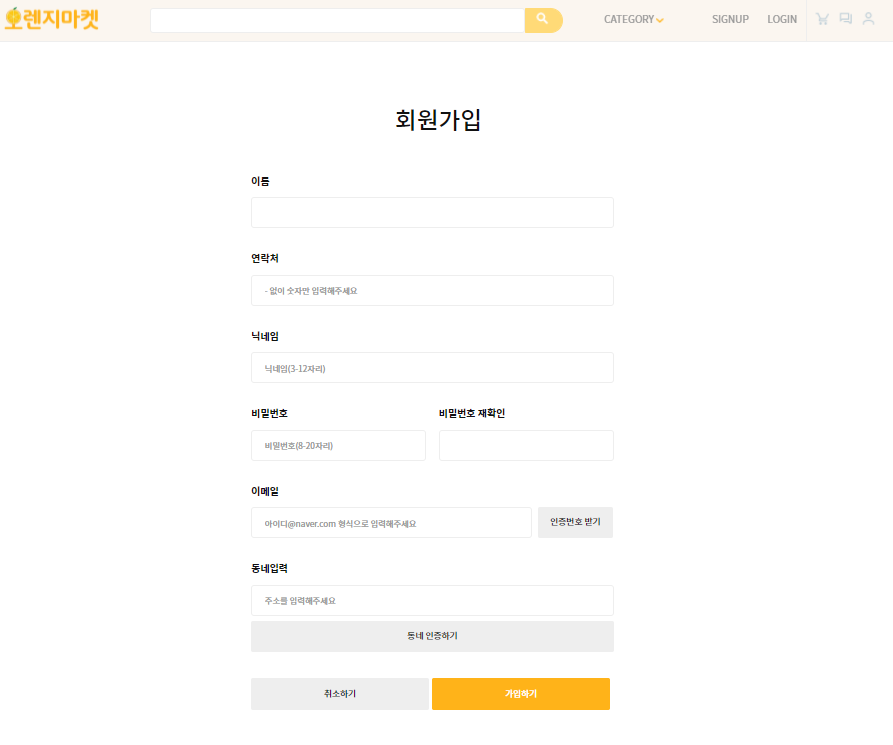 오렌지마켓 CATEGORY SIGNUP LOGIN
회원가입
이름
연락처
- 없이 숫자만 입력해주세요
닉네임
닉네임(3-12자리)
비밀번호 비밀번호 재확인
비밀번호(8-20자리)
이메일
아이디@naver.com 형식으로 입력해주세요 인증번호 받기
동네입력
주소를 입력해주세요
동네 인증하기
취소하기 가입하기